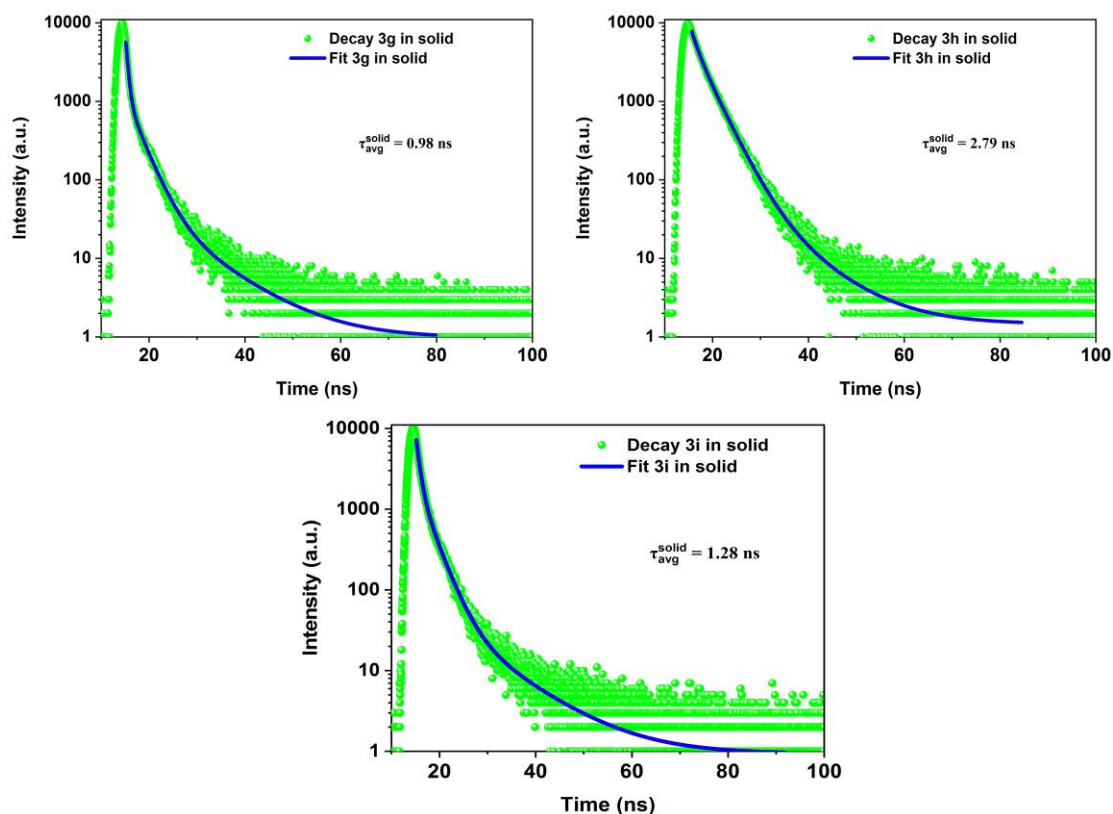 10000
1000
100
10
1
Intensity (a.u.)
Decay 3g in solid
Fit 3g in solid
τavg^solid = 0.98 ns
20 40 60 80 100
Time (ns)
10000
1000
100
10
1
Intensity (a.u.)
Decay 3h in solid
Fit 3h in solid
τavg^solid = 2.79 ns
20 40 60 80 100
Time (ns)
10000
1000
100
10
1
Intensity (a.u.)
Decay 3i in solid
Fit 3i in solid
τavg^solid = 1.28 ns
20 40 60 80 100
Time (ns)